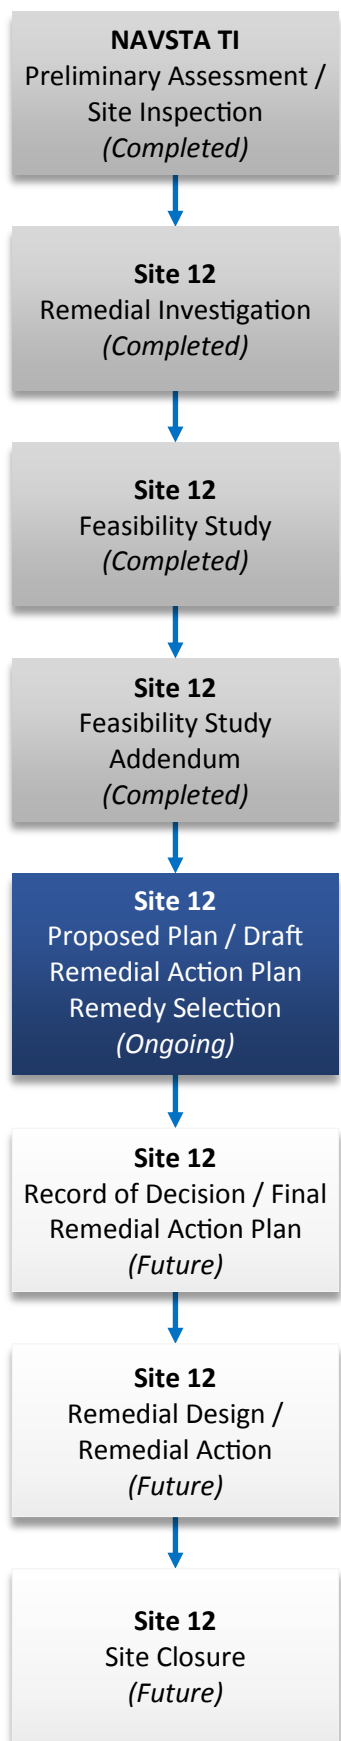 NAVSTA TI
Preliminary Assessment /
Site Inspection
(Completed)
Site 12
Remedial Investigation
(Completed)
Site 12
Feasibility Study
(Completed)
Site 12
Feasibility Study
Addendum
(Completed)
Site 12
Proposed Plan / Draft
Remedial Action Plan
Remedy Selection
(Ongoing)
Site 12
Record of Decision / Final
Remedial Action Plan
(Future)
Site 12
Remedial Design /
Remedial Action
(Future)
Site 12
Site Closure
(Future)